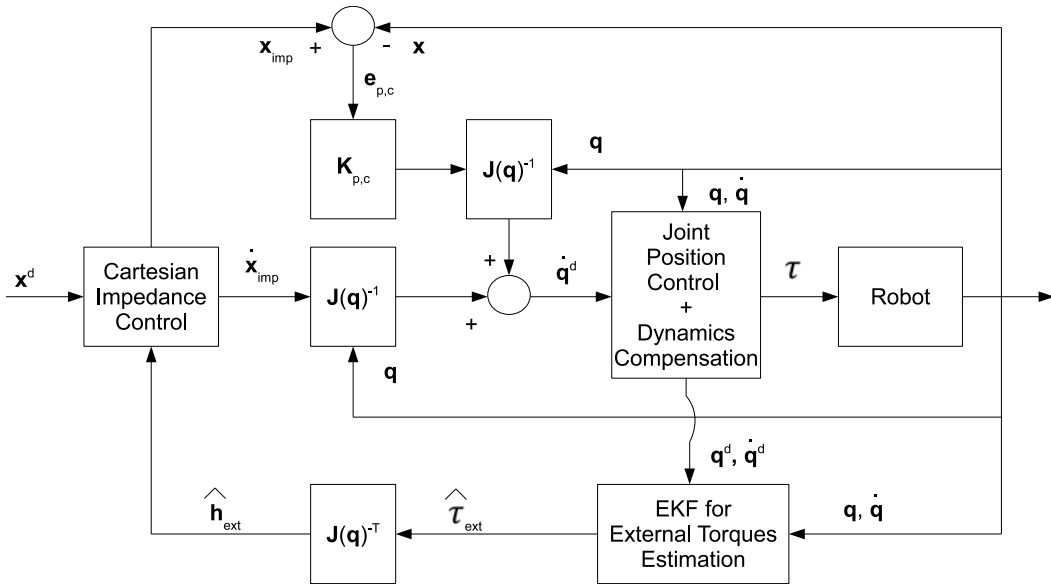 x_imp + - x
e_p,c
K_p,c
J(q)^-1
q
q, q̇
x^d
Cartesian
Impedance
Control
ẋ_imp
J(q)^-1
+
+
q̇^d
Joint
Position
Control
+
Dynamics
Compensation
τ
Robot
q
q^d, q̇^d
ĥ_ext
J(q)^-T
τ̂_ext
EKF for
External Torques
Estimation
q, q̇